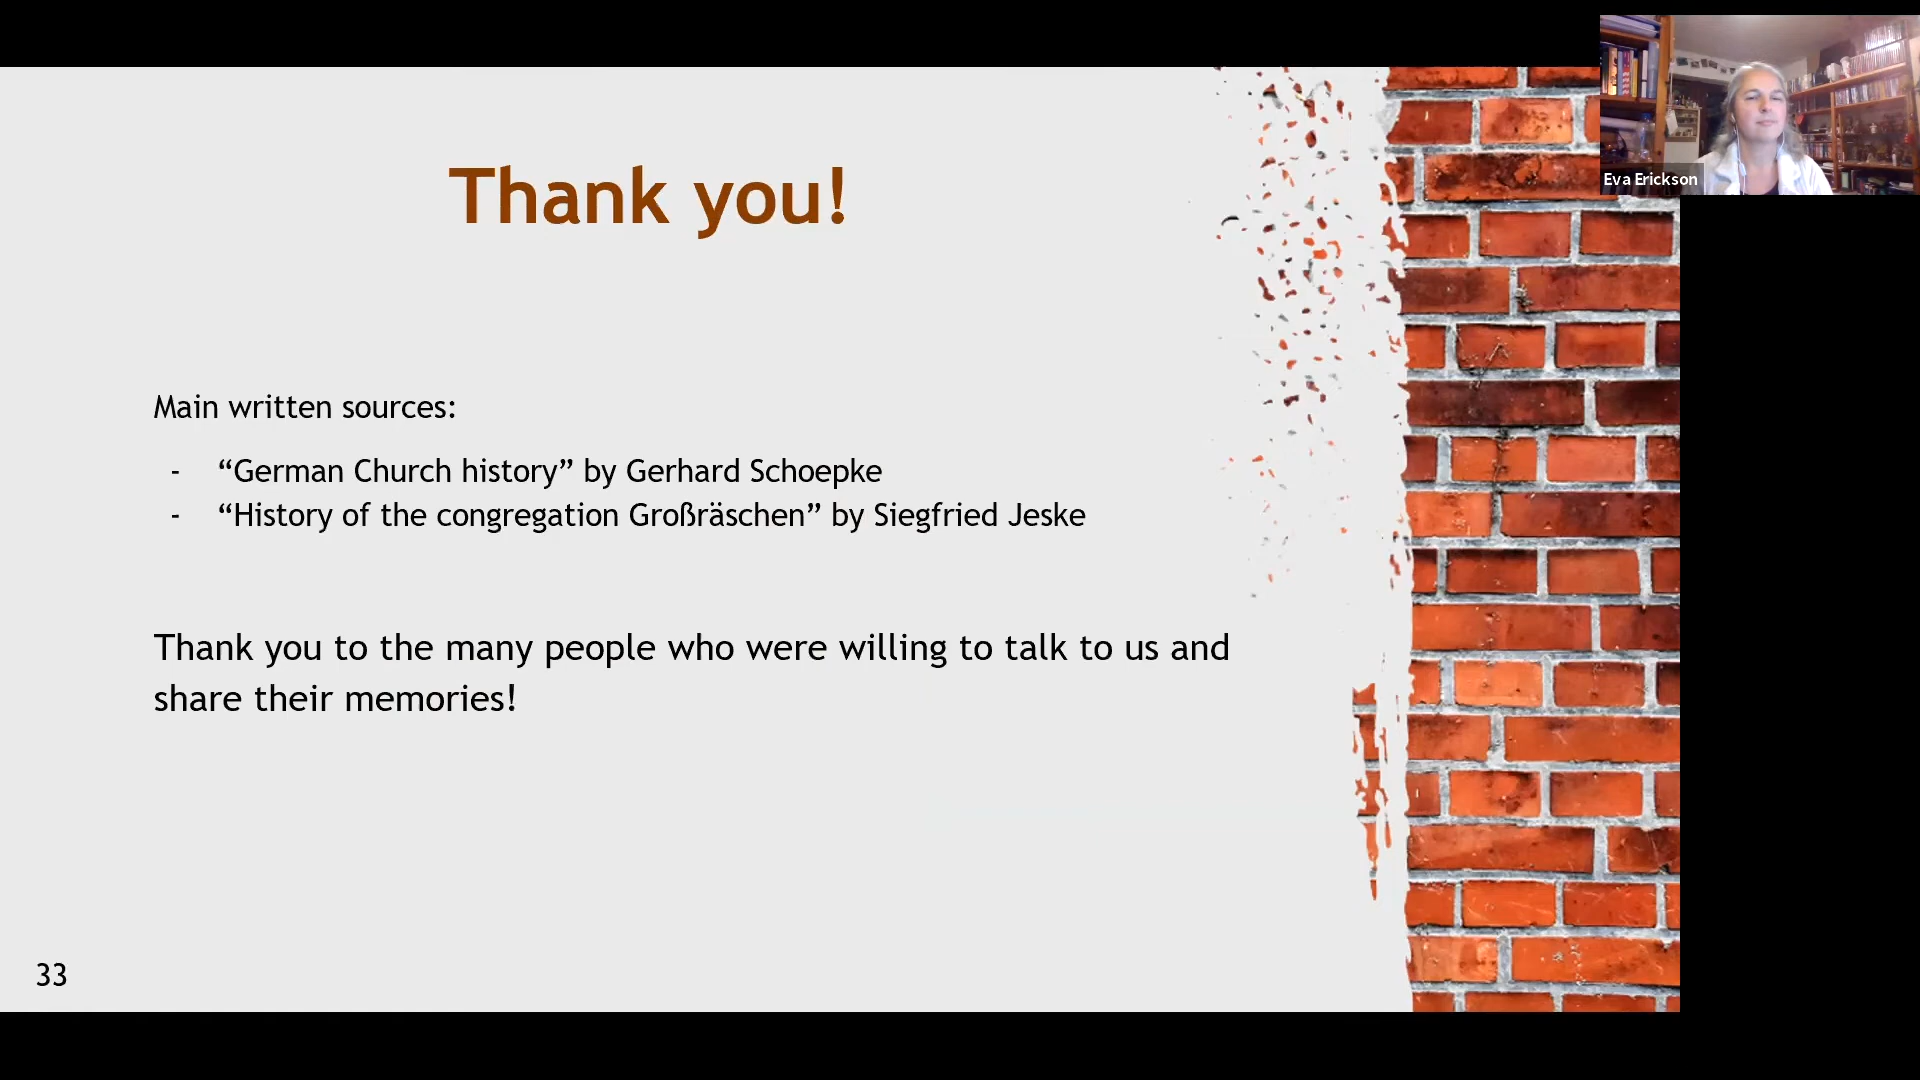 Thank you!
Main written sources:
- “German Church history” by Gerhard Schoepke
- “History of the congregation Großräschen” by Siegfried Jeske
Thank you to the many people who were willing to talk to us and
share their memories!
33
Eva Erickson